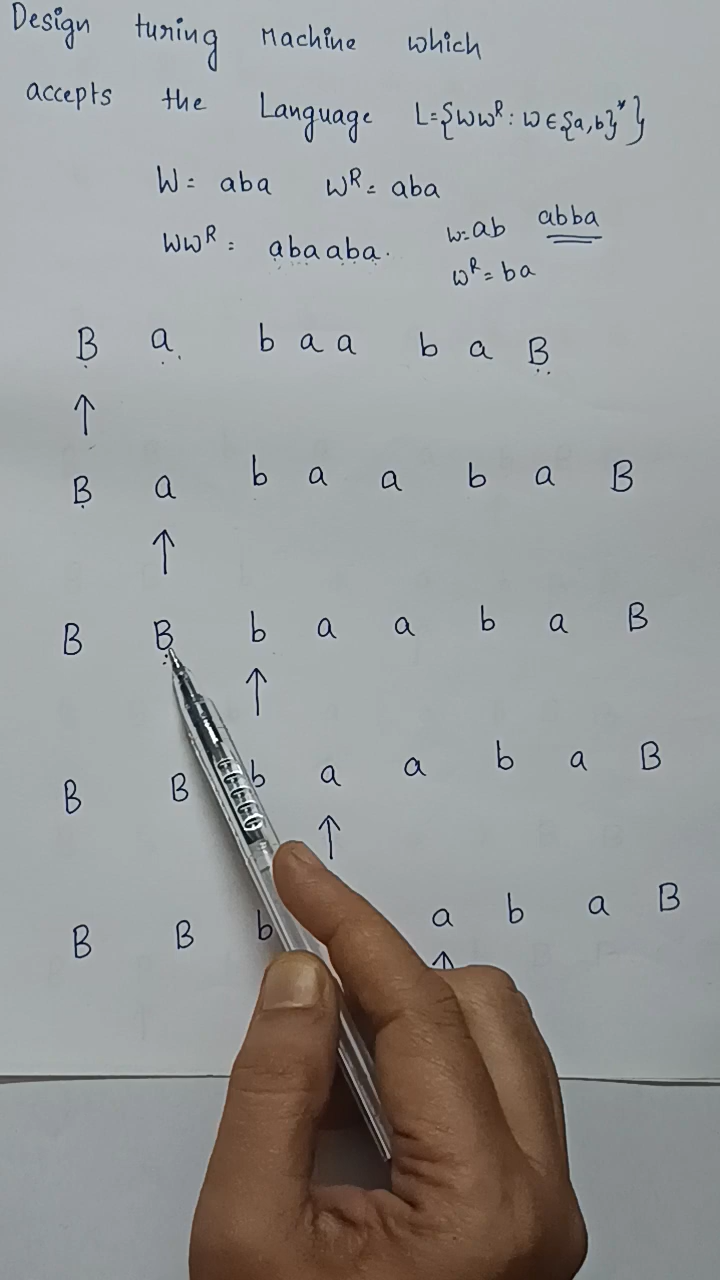 Design turing Machine which
accepts the Language L={WWᴿ: W∈{a,b}*}
W= aba Wᴿ= aba
WWᴿ: abaaba.
w=ab abba
wᴿ=ba
B a b a a b a B
↑
B a b a a b a B
↑
B B b a a b a B
↑
B B b a a b a B
↑
B B b a b a B
↑